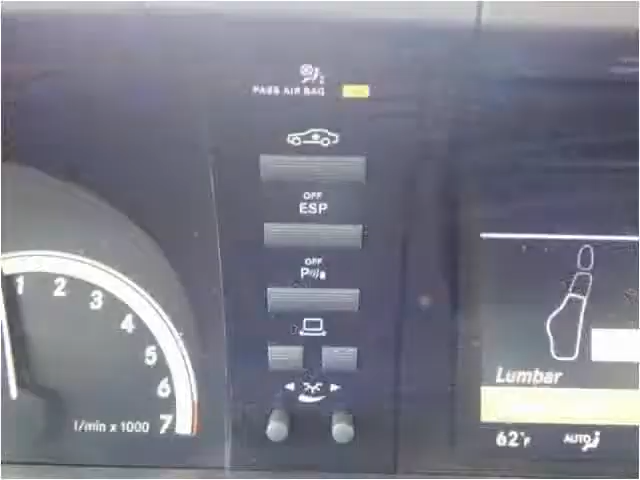 PASS AIR BAG
OFF
ESP
OFF
P
1 2 3 4 5 6 7
1/min x 1000
Lumbar
62°F AUTO